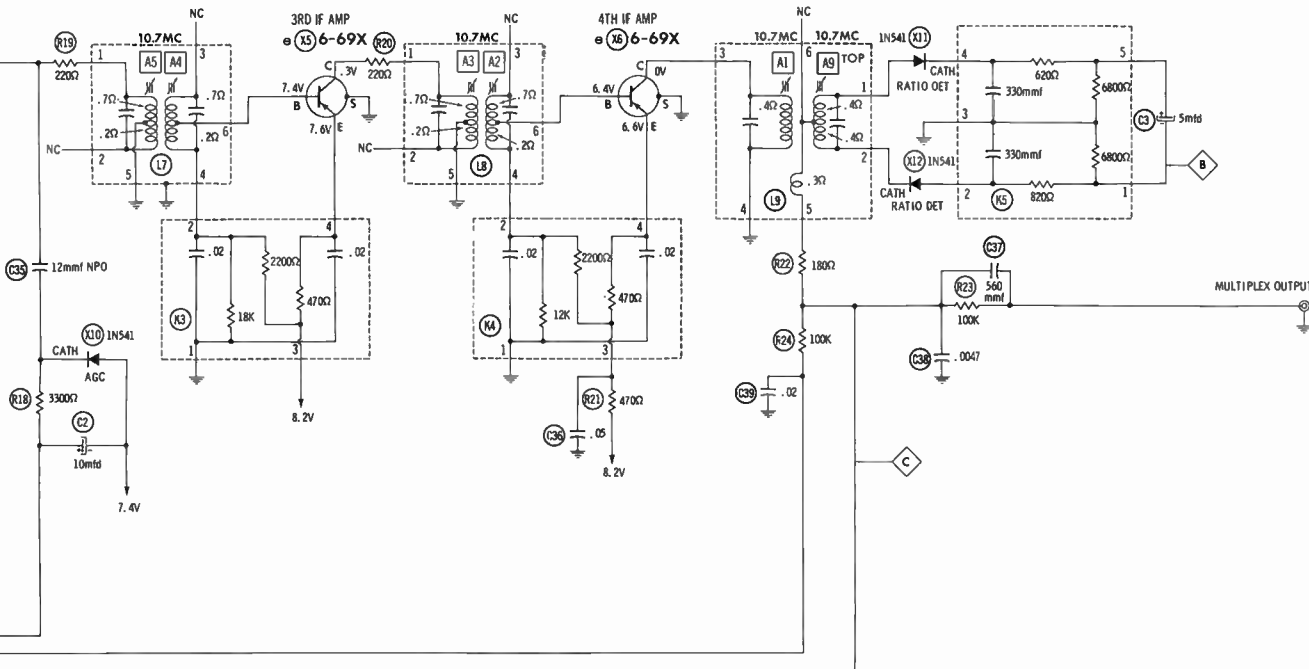 NC
3RD IF AMP
e X5 6-69X
R19
220Ω
10.7MC
A5 A4
1
3
.7Ω
.7Ω
.2Ω
.2Ω
6
NC
2
5
4
L7
C
.3V
7.4V
B
S
7.6V
E
R20
220Ω
NC
10.7MC
A3 A2
1
3
.7Ω
.7Ω
.2Ω
.2Ω
6
NC
2
5
4
L8
4TH IF AMP
e X6 6-69X
C
0V
6.4V
B
S
6.6V
E
NC
10.7MC 10.7MC
A1 A9 TOP
3
6
1
.4Ω
.4Ω
.4Ω
2
.3Ω
L9
4
5
1N541 X11
CATH
RATIO DET
X12 1N541
CATH
RATIO DET
4
5
620Ω
330mmf
6800Ω
3
330mmf
6800Ω
820Ω
2
K5
1
C3
5mfd
B
C35
12mmf NPO
X10 1N541
CATH
AGC
R18
3300Ω
C2
10mfd
7.4V
2
4
.02
2200Ω
.02
470Ω
18K
K3
1
3
8.2V
2
4
.02
2200Ω
.02
470Ω
12K
K4
1
3
R21
470Ω
C36
.05
8.2V
R22
180Ω
R24
100K
C39
.02
C37
560
mmf
R23
100K
C38
.0047
MULTIPLEX OUTPUT
C